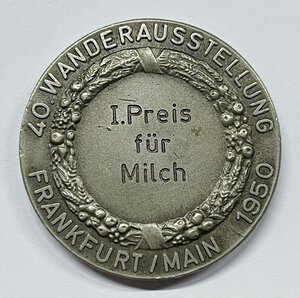 40. WANDERAUSSTELLUNG
I. Preis
für
Milch
FRANKFURT/MAIN 1950